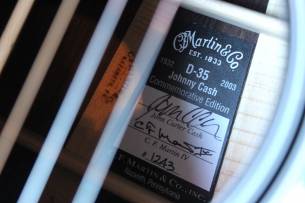 Martin & Co
EST. 1833
D-35
1932 2003
Johnny Cash
Commemorative Edition
John Carter Cash
C. F. Martin IV
# 1243
F. MARTIN & CO., INC.
Nazareth, Pennsylvania